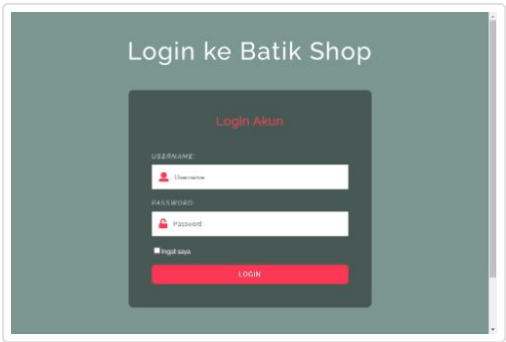 Login ke Batik Shop
Login Akun
USERNAME:
Username
PASSWORD:
Password
Ingat saya
LOGIN